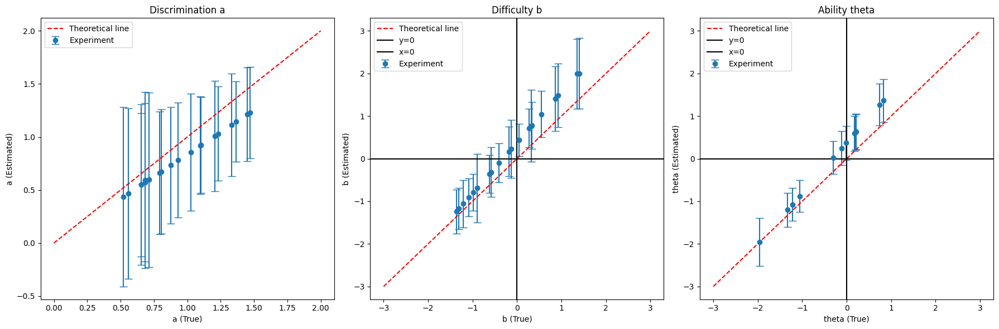 Discrimination a
Theoretical line
Experiment
2.0
1.5
1.0
0.5
0.0
−0.5
a (Estimated)
0.00 0.25 0.50 0.75 1.00 1.25 1.50 1.75 2.00
a (True)
Difficulty b
Theoretical line
y=0
x=0
Experiment
3
2
1
0
−1
−2
−3
b (Estimated)
−3 −2 −1 0 1 2 3
b (True)
Ability theta
Theoretical line
y=0
x=0
Experiment
3
2
1
0
−1
−2
−3
theta (Estimated)
−3 −2 −1 0 1 2 3
theta (True)